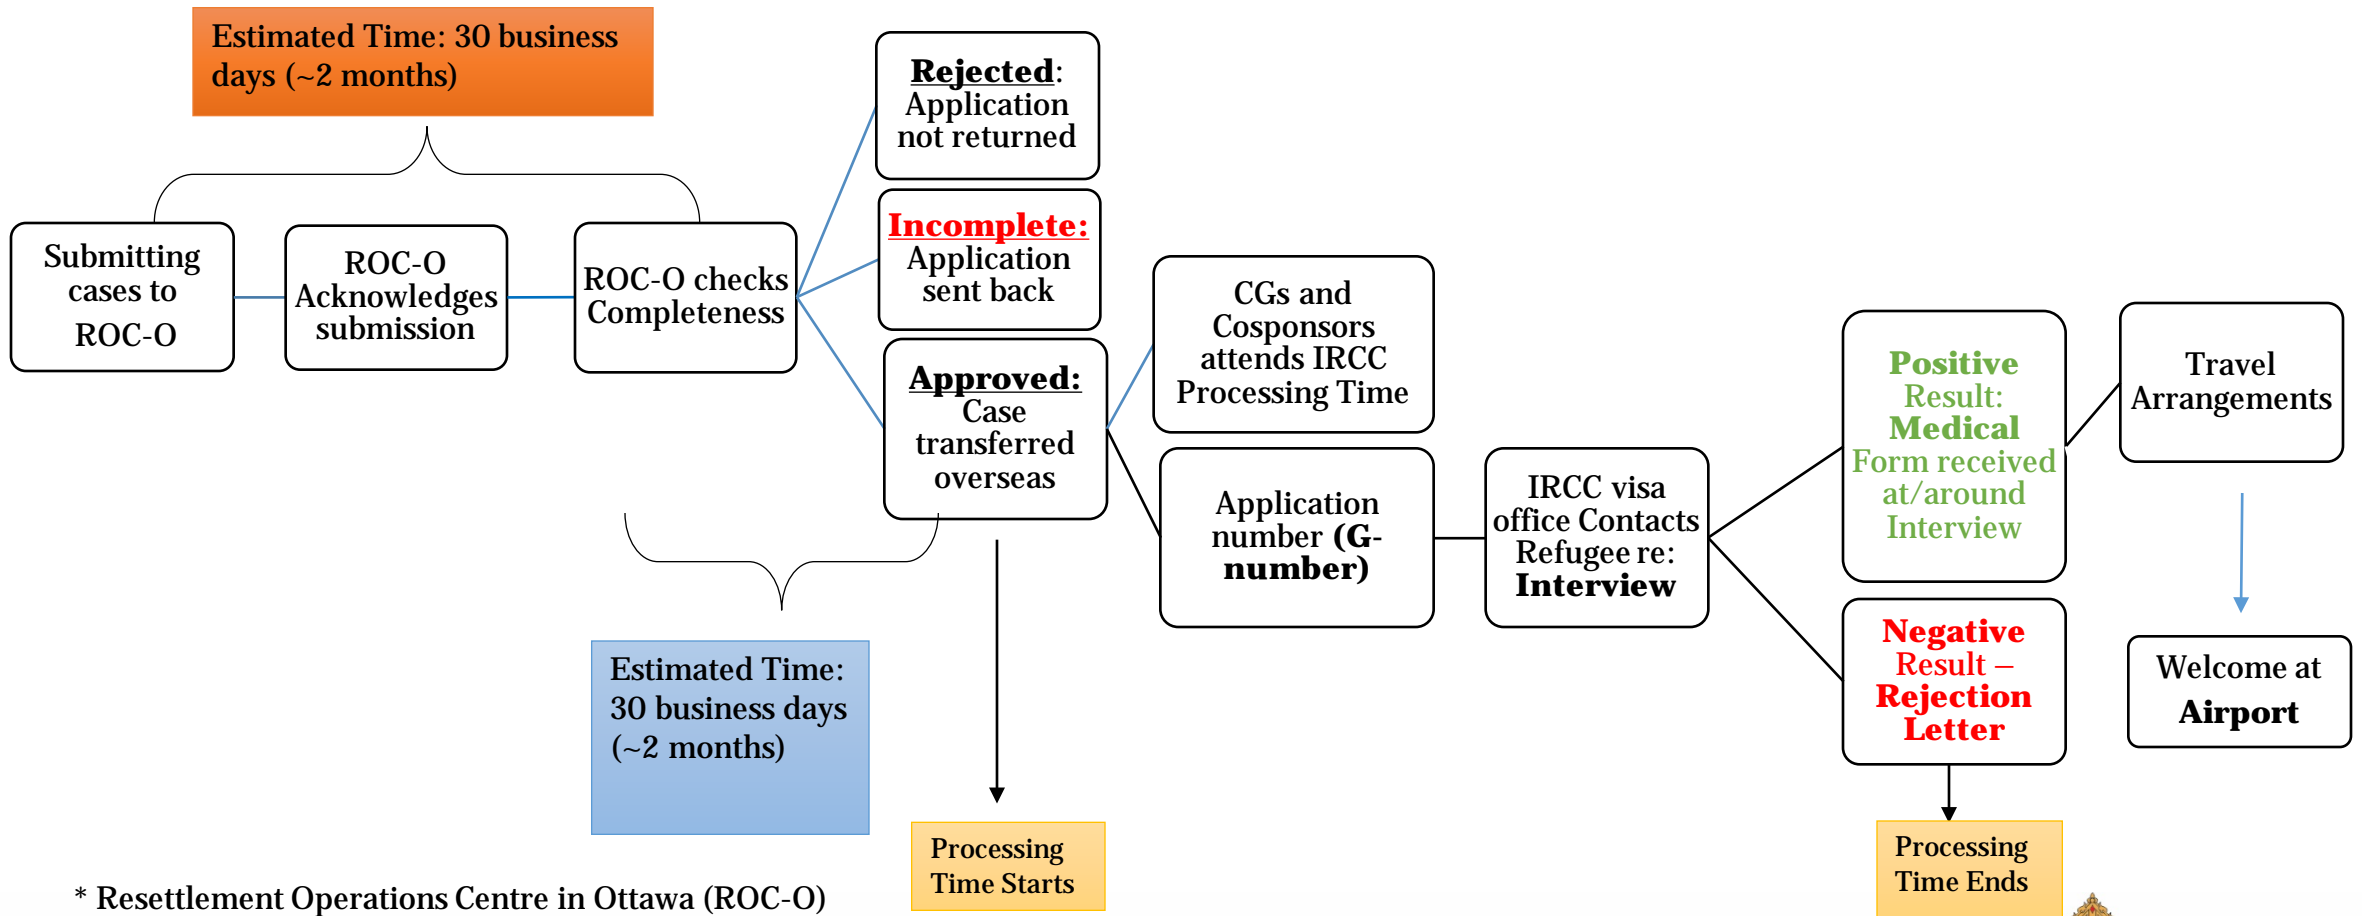 Estimated Time: 30 business
days (~2 months)
Submitting
cases to
ROC-O
ROC-O
Acknowledges
submission
ROC-O checks
Completeness
Rejected:
Application
not returned
Incomplete:
Application
sent back
Approved:
Case
transferred
overseas
Estimated Time:
30 business days
(~2 months)
Processing
Time Starts
CGs and
Cosponsors
attends IRCC
Processing Time
Application
number (G-
number)
IRCC visa
office Contacts
Refugee re:
Interview
Positive
Result:
Medical
Form received
at/around
Interview
Negative
Result –
Rejection
Letter
Processing
Time Ends
Travel
Arrangements
Welcome at
Airport
* Resettlement Operations Centre in Ottawa (ROC-O)